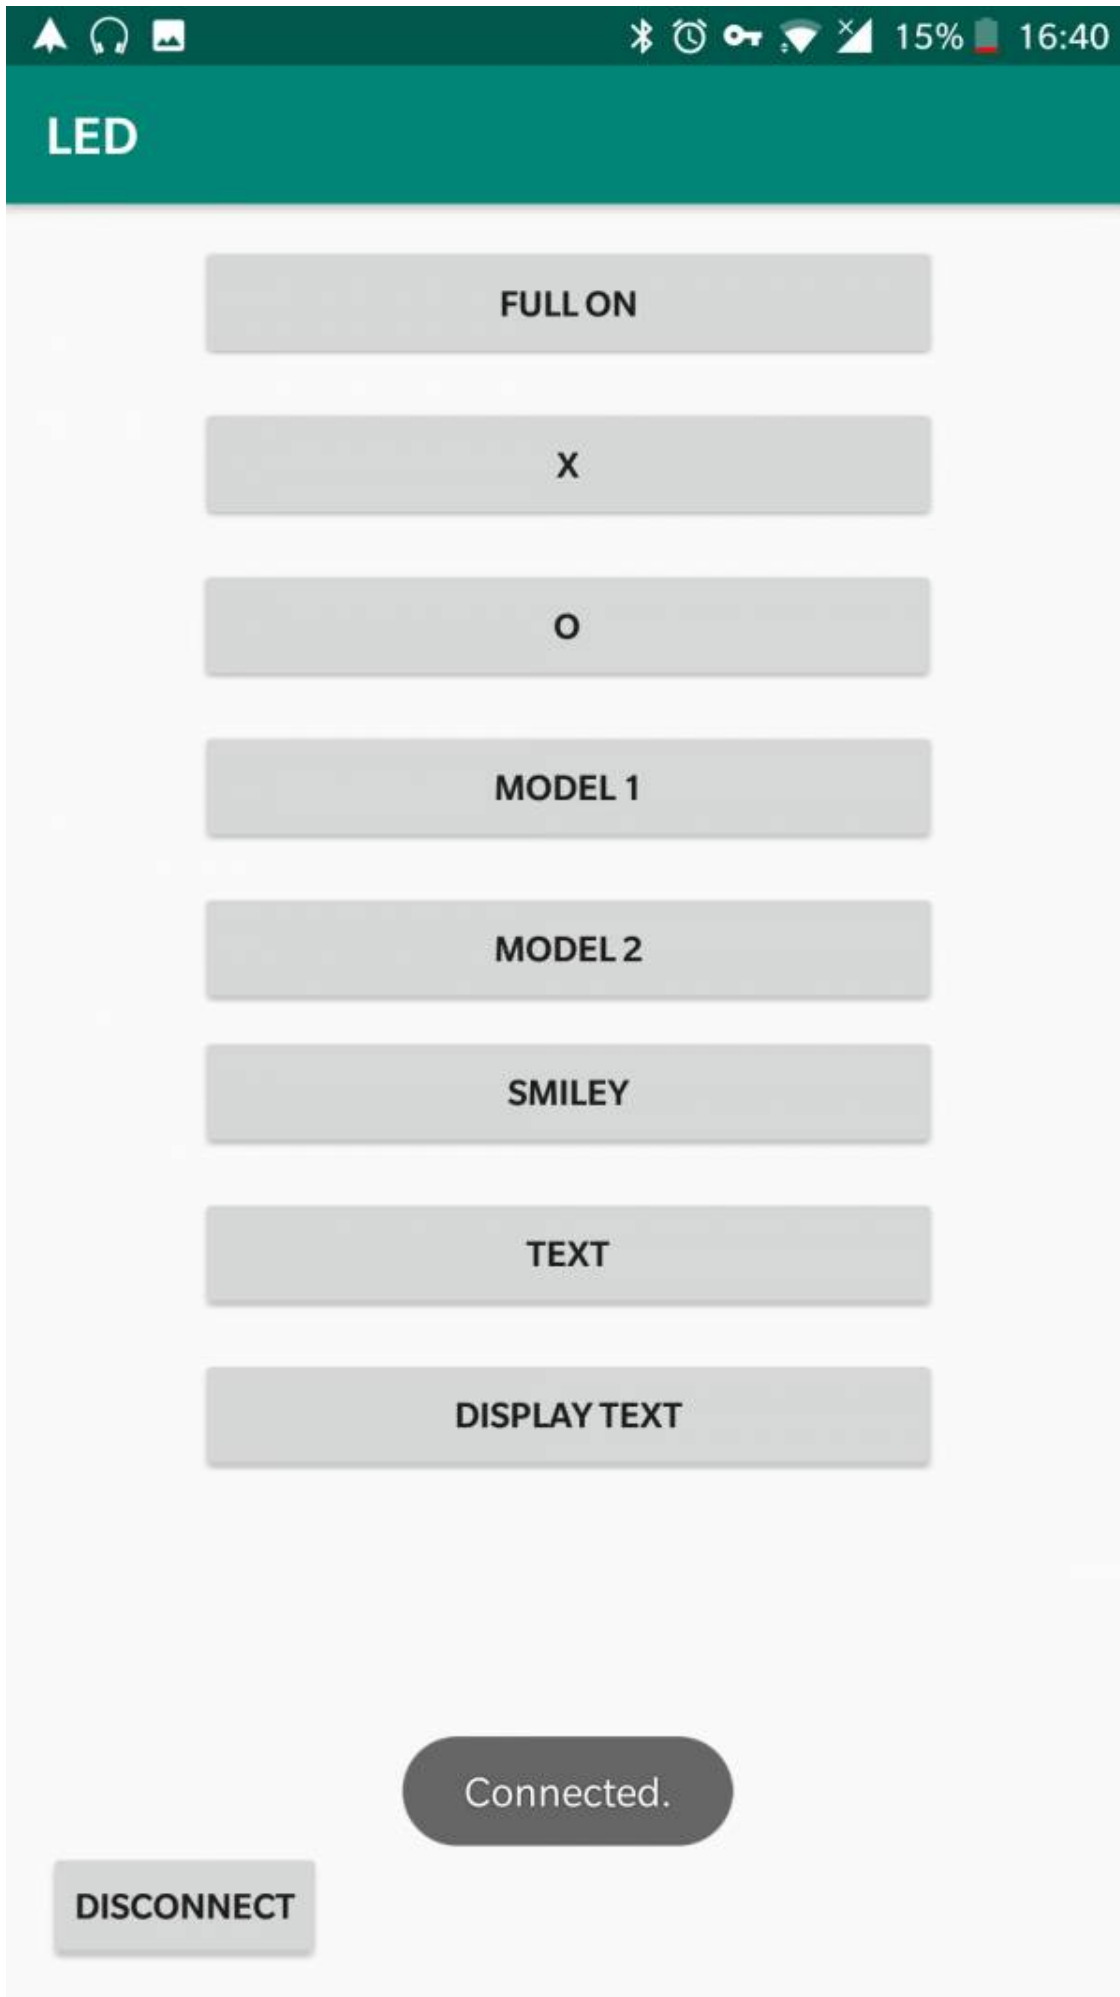 15% 16:40
LED
FULL ON
X
O
MODEL 1
MODEL 2
SMILEY
TEXT
DISPLAY TEXT
Connected.
DISCONNECT